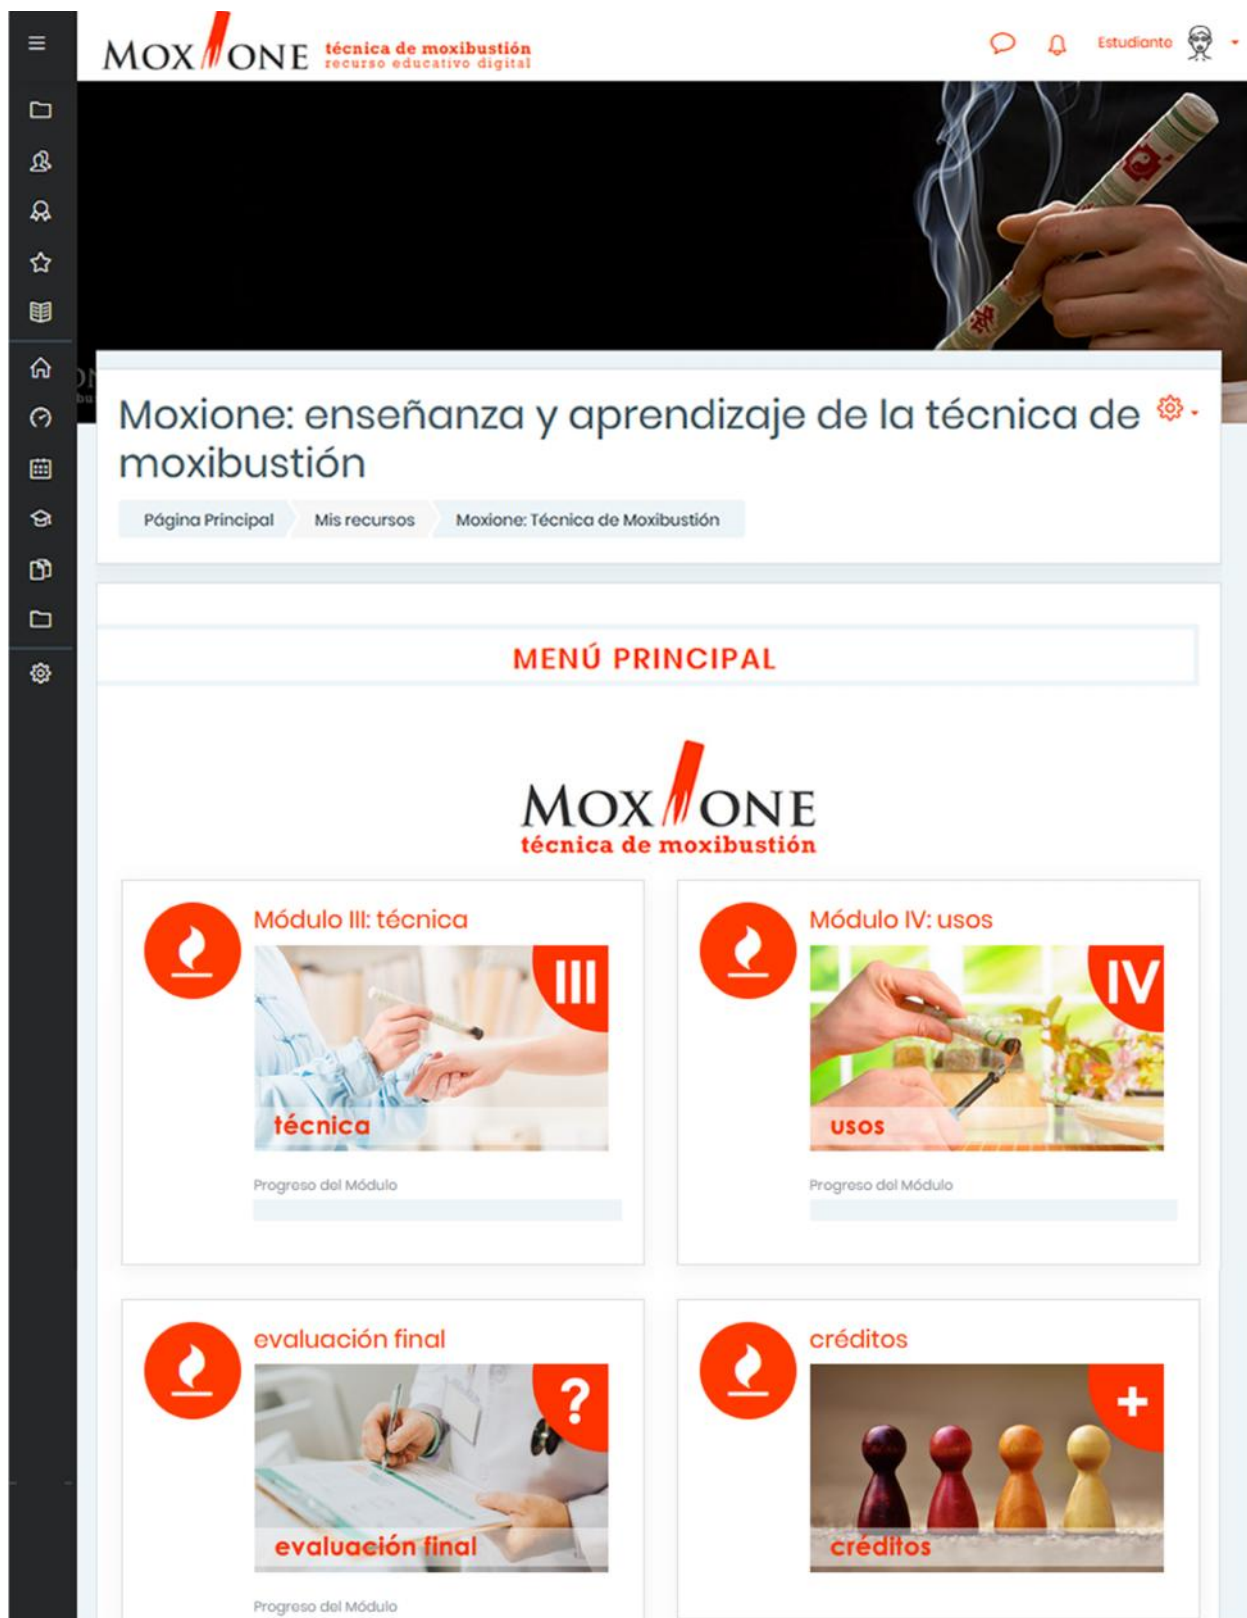 MOXIONE técnica de moxibustión
recurso educativo digital
Estudiante
Moxione: enseñanza y aprendizaje de la técnica de
moxibustión
Página Principal Mis recursos Moxione: Técnica de Moxibustión
MENÚ PRINCIPAL
MOXIONE
técnica de moxibustión
Módulo III: técnica
III
técnica
Progreso del Módulo
Módulo IV: usos
IV
usos
Progreso del Módulo
evaluación final
?
evaluación final
Progreso del Módulo
créditos
+
créditos